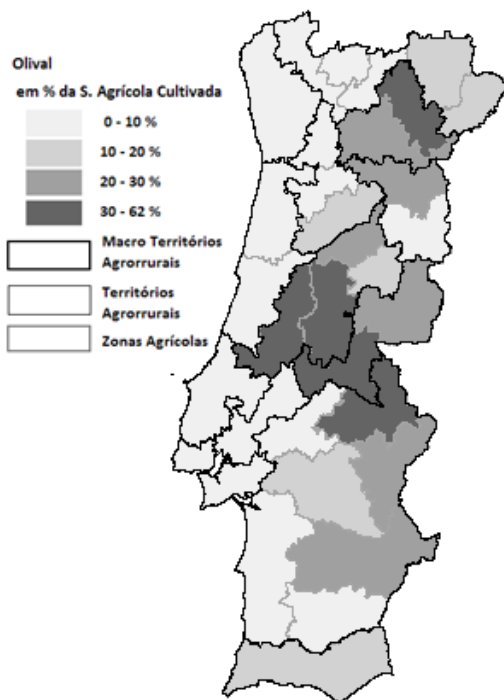 Olival
em % da S. Agrícola Cultivada
0 - 10 %
10 - 20 %
20 - 30 %
30 - 62 %
Macro Territórios
Agrorrurais
Territórios
Agrorrurais
Zonas Agrícolas